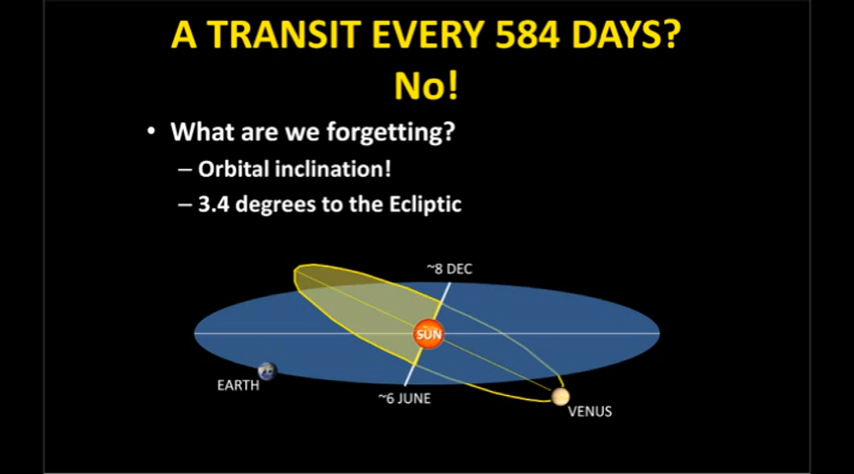 A TRANSIT EVERY 584 DAYS?
No!
• What are we forgetting?
– Orbital inclination!
– 3.4 degrees to the Ecliptic
~8 DEC
SUN
EARTH
~6 JUNE
VENUS